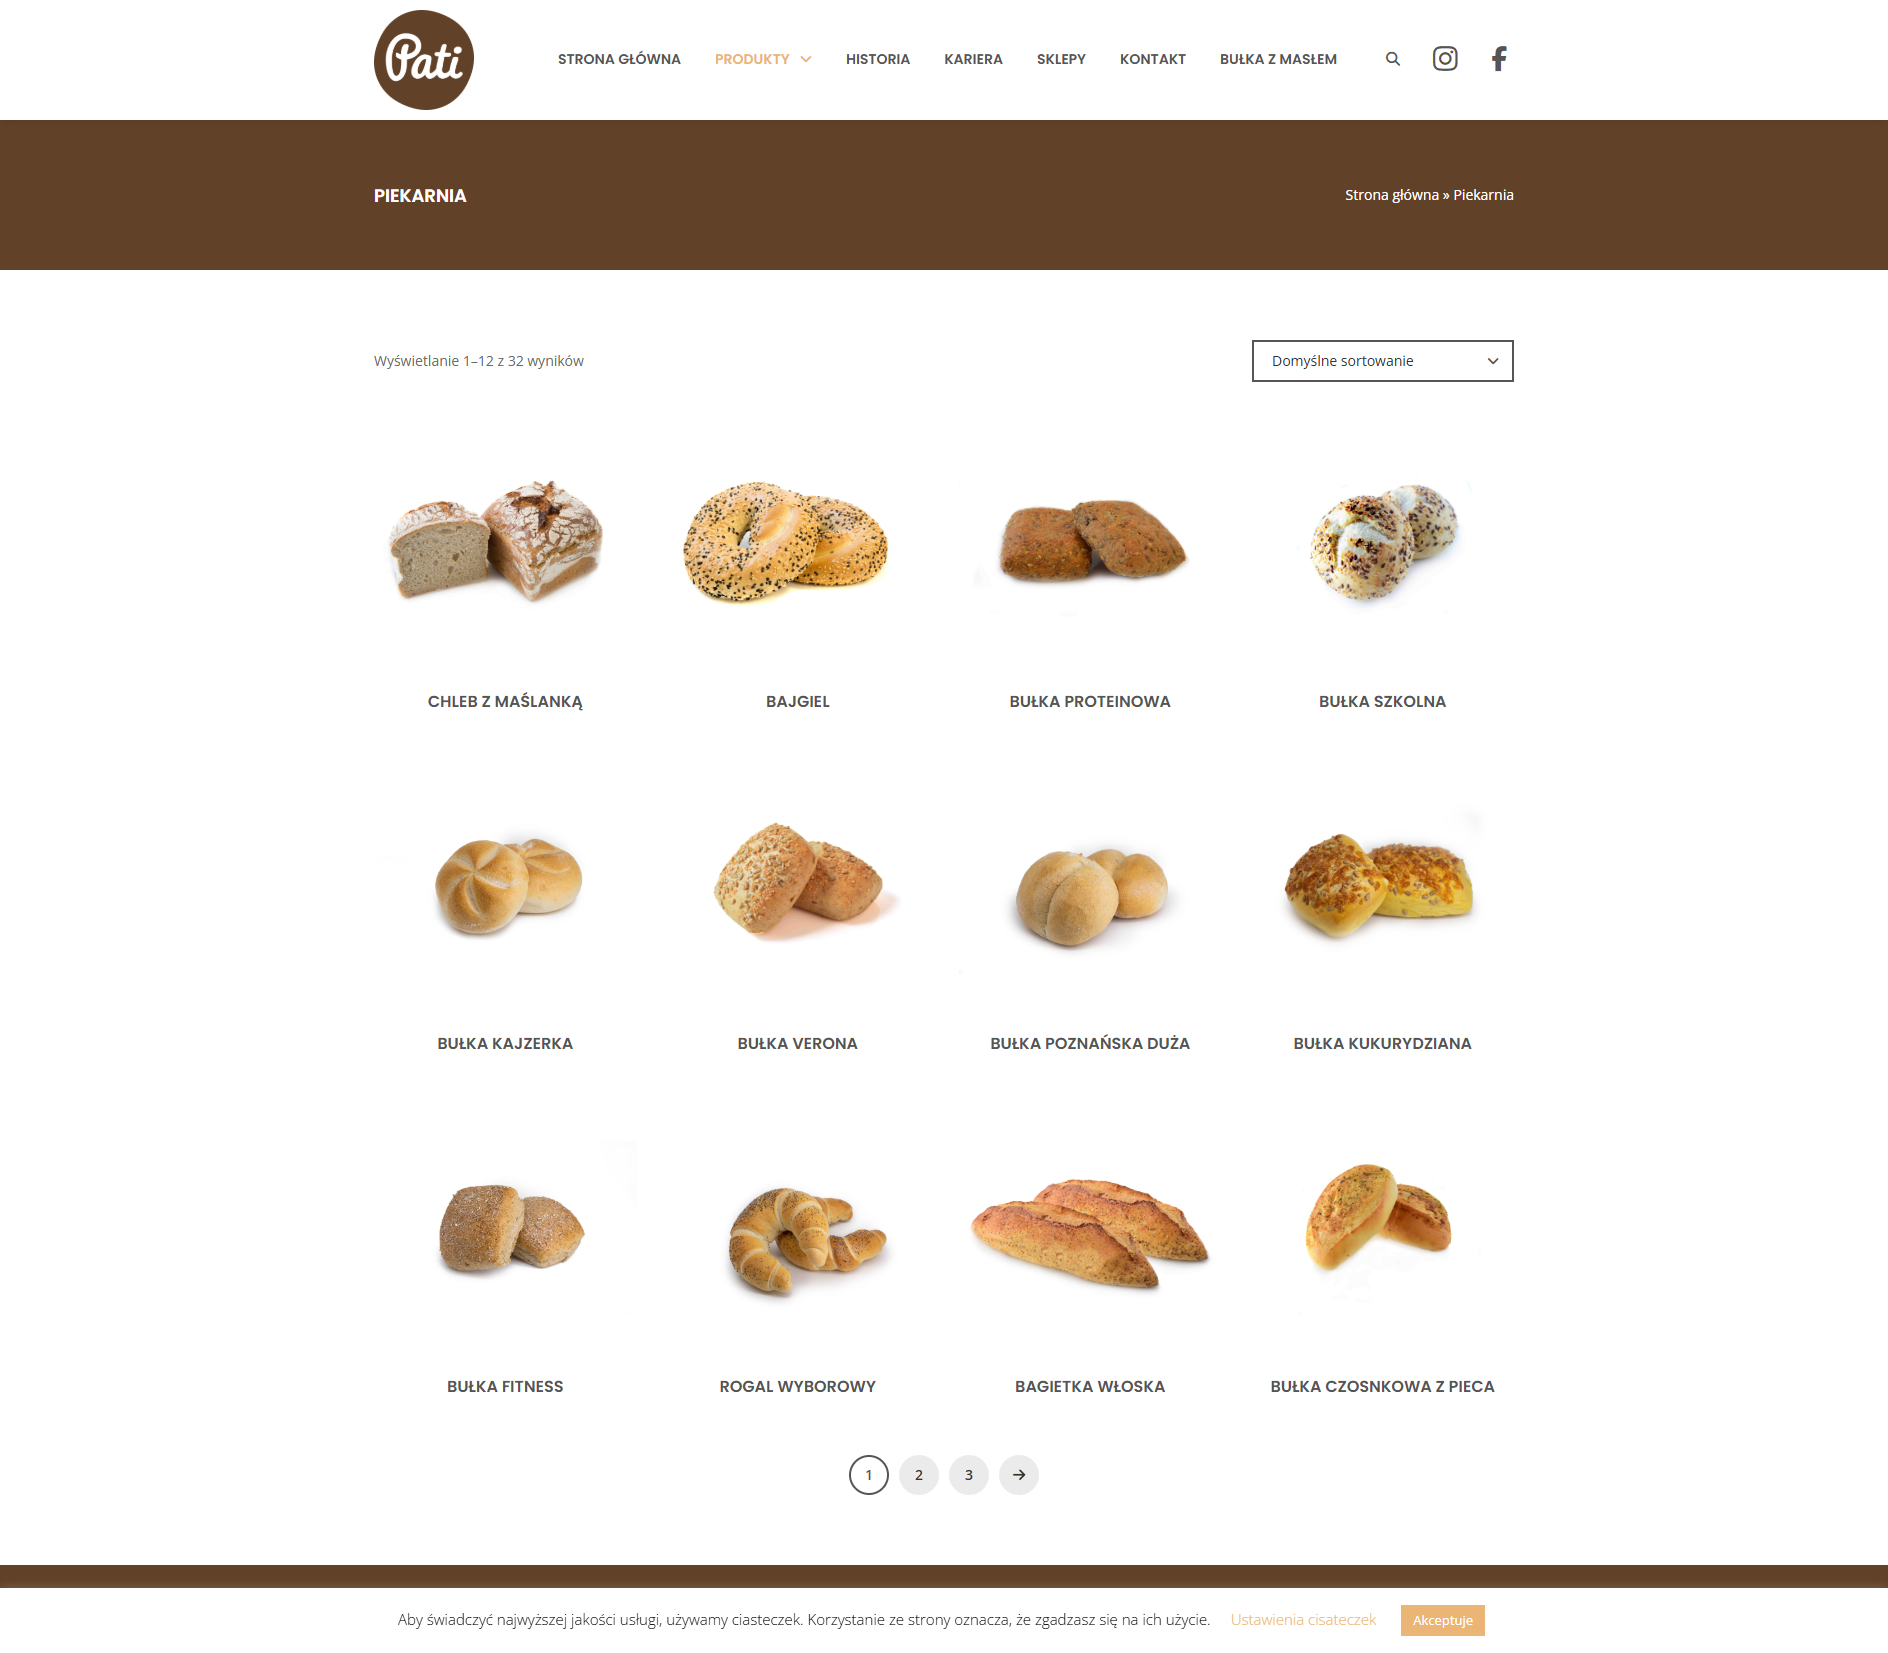 Pati
STRONA GŁÓWNA PRODUKTY HISTORIA KARIERA SKLEPY KONTAKT BUŁKA Z MASŁEM
PIEKARNIA
Strona główna » Piekarnia
Wyświetlanie 1–12 z 32 wyników
Domyślne sortowanie
CHLEB Z MAŚLANKĄ
BAJGIEL
BUŁKA PROTEINOWA
BUŁKA SZKOLNA
BUŁKA KAJZERKA
BUŁKA VERONA
BUŁKA POZNAŃSKA DUŻA
BUŁKA KUKURYDZIANA
BUŁKA FITNESS
ROGAL WYBOROWY
BAGIETKA WŁOSKA
BUŁKA CZOSNKOWA Z PIECA
1 2 3 →
Aby świadczyć najwyższej jakości usługi, używamy ciasteczek. Korzystanie ze strony oznacza, że zgadzasz się na ich użycie. Ustawienia cisateczek Akceptuje